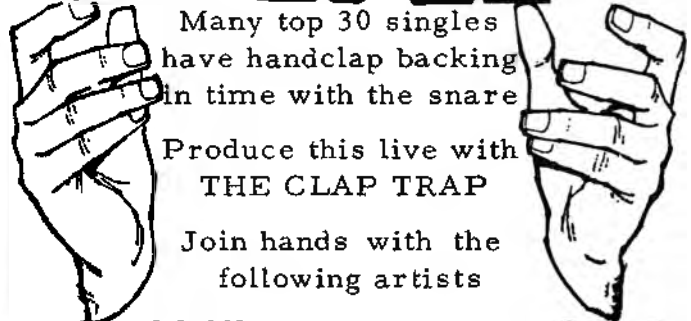 Many top 30 singles
have handclap backing
in time with the snare
Produce this live with
THE CLAP TRAP
Join hands with the
following artists